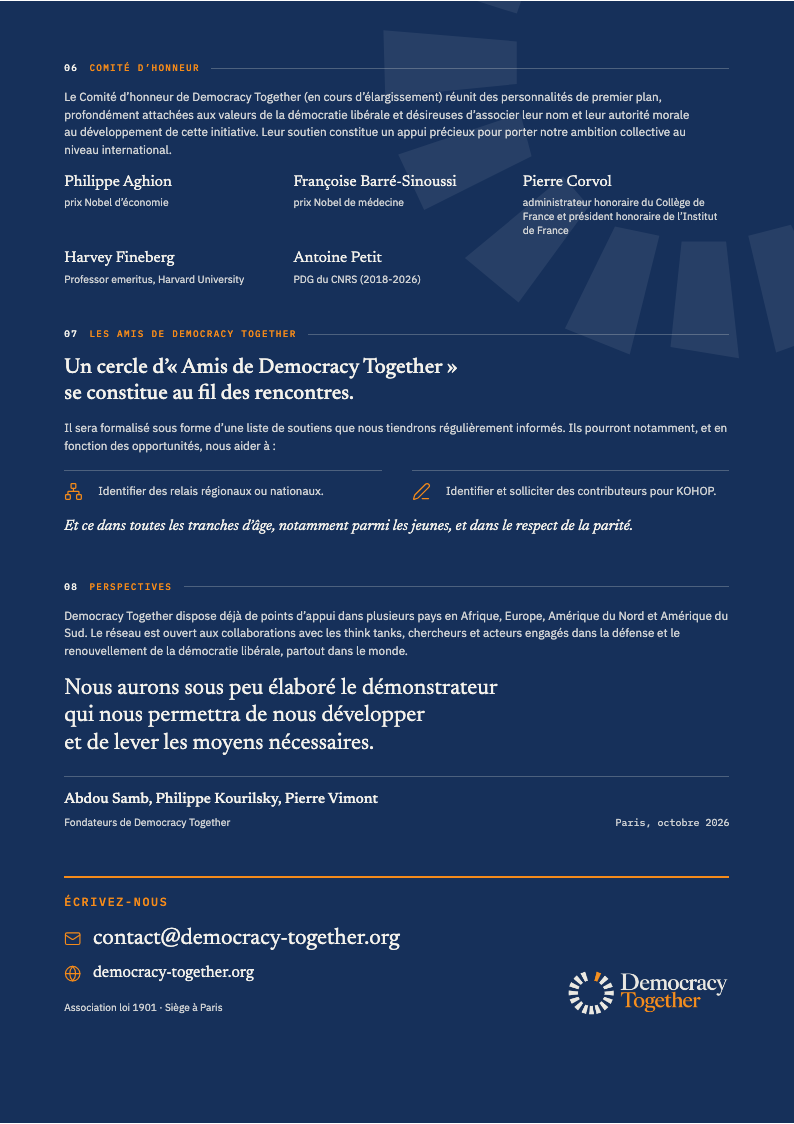 06 COMITÉ D’HONNEUR
Le Comité d’honneur de Democracy Together (en cours d’élargissement) réunit des personnalités de premier plan,
profondément attachées aux valeurs de la démocratie libérale et désireuses d’associer leur nom et leur autorité morale
au développement de cette initiative. Leur soutien constitue un appui précieux pour porter notre ambition collective au
niveau international.
Philippe Aghion
prix Nobel d’économie
Françoise Barré-Sinoussi
prix Nobel de médecine
Pierre Corvol
administrateur honoraire du Collège de
France et président honoraire de l’Institut
de France
Harvey Fineberg
Professor emeritus, Harvard University
Antoine Petit
PDG du CNRS (2018-2026)
07 LES AMIS DE DEMOCRACY TOGETHER
Un cercle d’« Amis de Democracy Together »
se constitue au fil des rencontres.
Il sera formalisé sous forme d’une liste de soutiens que nous tiendrons régulièrement informés. Ils pourront notamment, et en
fonction des opportunités, nous aider à :
Identifier des relais régionaux ou nationaux.
Identifier et solliciter des contributeurs pour KOHOP.
Et ce dans toutes les tranches d’âge, notamment parmi les jeunes, et dans le respect de la parité.
08 PERSPECTIVES
Democracy Together dispose déjà de points d’appui dans plusieurs pays en Afrique, Europe, Amérique du Nord et Amérique du
Sud. Le réseau est ouvert aux collaborations avec les think tanks, chercheurs et acteurs engagés dans la défense et le
renouvellement de la démocratie libérale, partout dans le monde.
Nous aurons sous peu élaboré le démonstrateur
qui nous permettra de nous développer
et de lever les moyens nécessaires.
Abdou Samb, Philippe Kourilsky, Pierre Vimont
Fondateurs de Democracy Together
Paris, octobre 2026
ÉCRIVEZ-NOUS
contact@democracy-together.org
democracy-together.org
Association loi 1901 · Siège à Paris
Democracy
Together